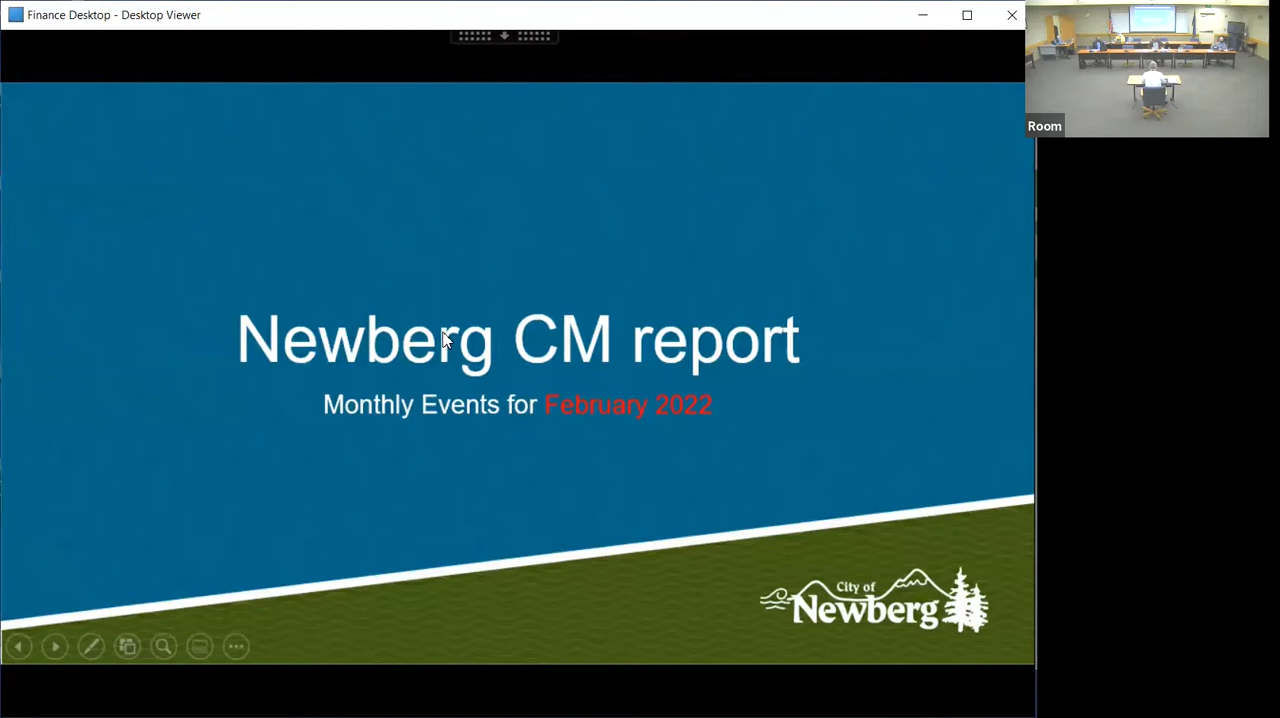 Finance Desktop - Desktop Viewer
Room
Newberg CM report
Monthly Events for February 2022
City of
Newberg